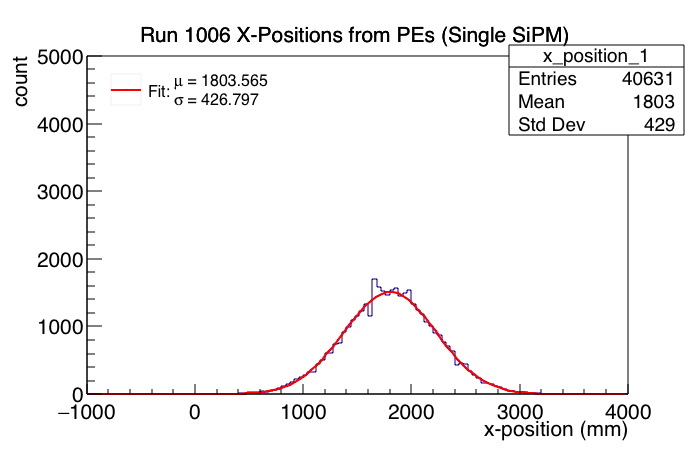 Run 1006 X-Positions from PEs (Single SiPM)
x_position_1
Entries 40631
Mean 1803
Std Dev 429
Fit: μ = 1803.565
σ = 426.797
count
5000
4000
3000
2000
1000
0
−1000 0 1000 2000 3000 4000
x-position (mm)